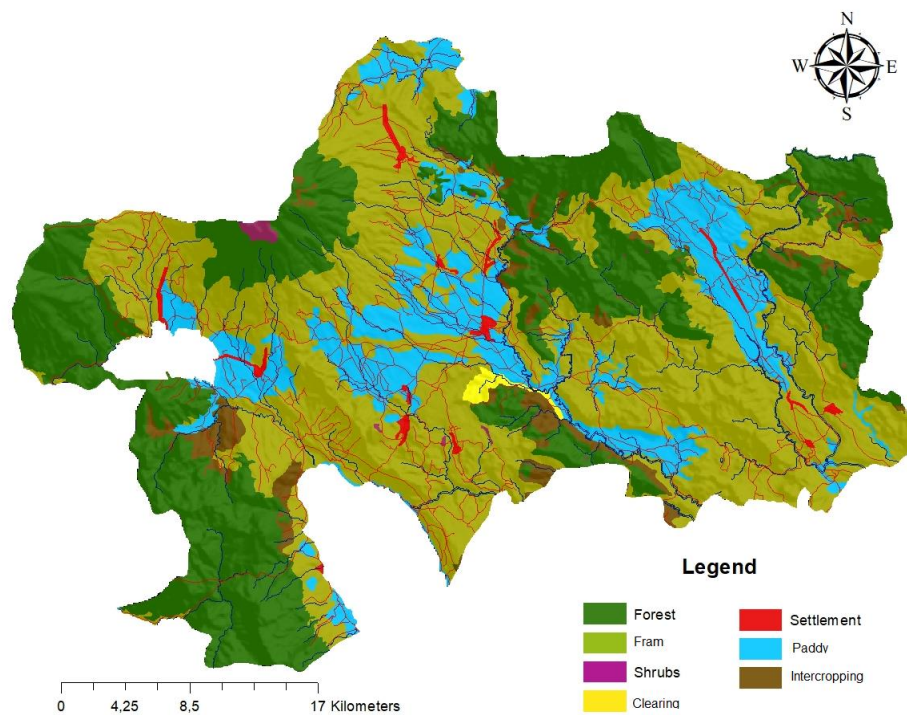 N
W E
S
Legend
Forest
Fram
Shrubs
Clearing
Settlement
Paddy
Intercropping
0 4,25 8,5 17 Kilometers